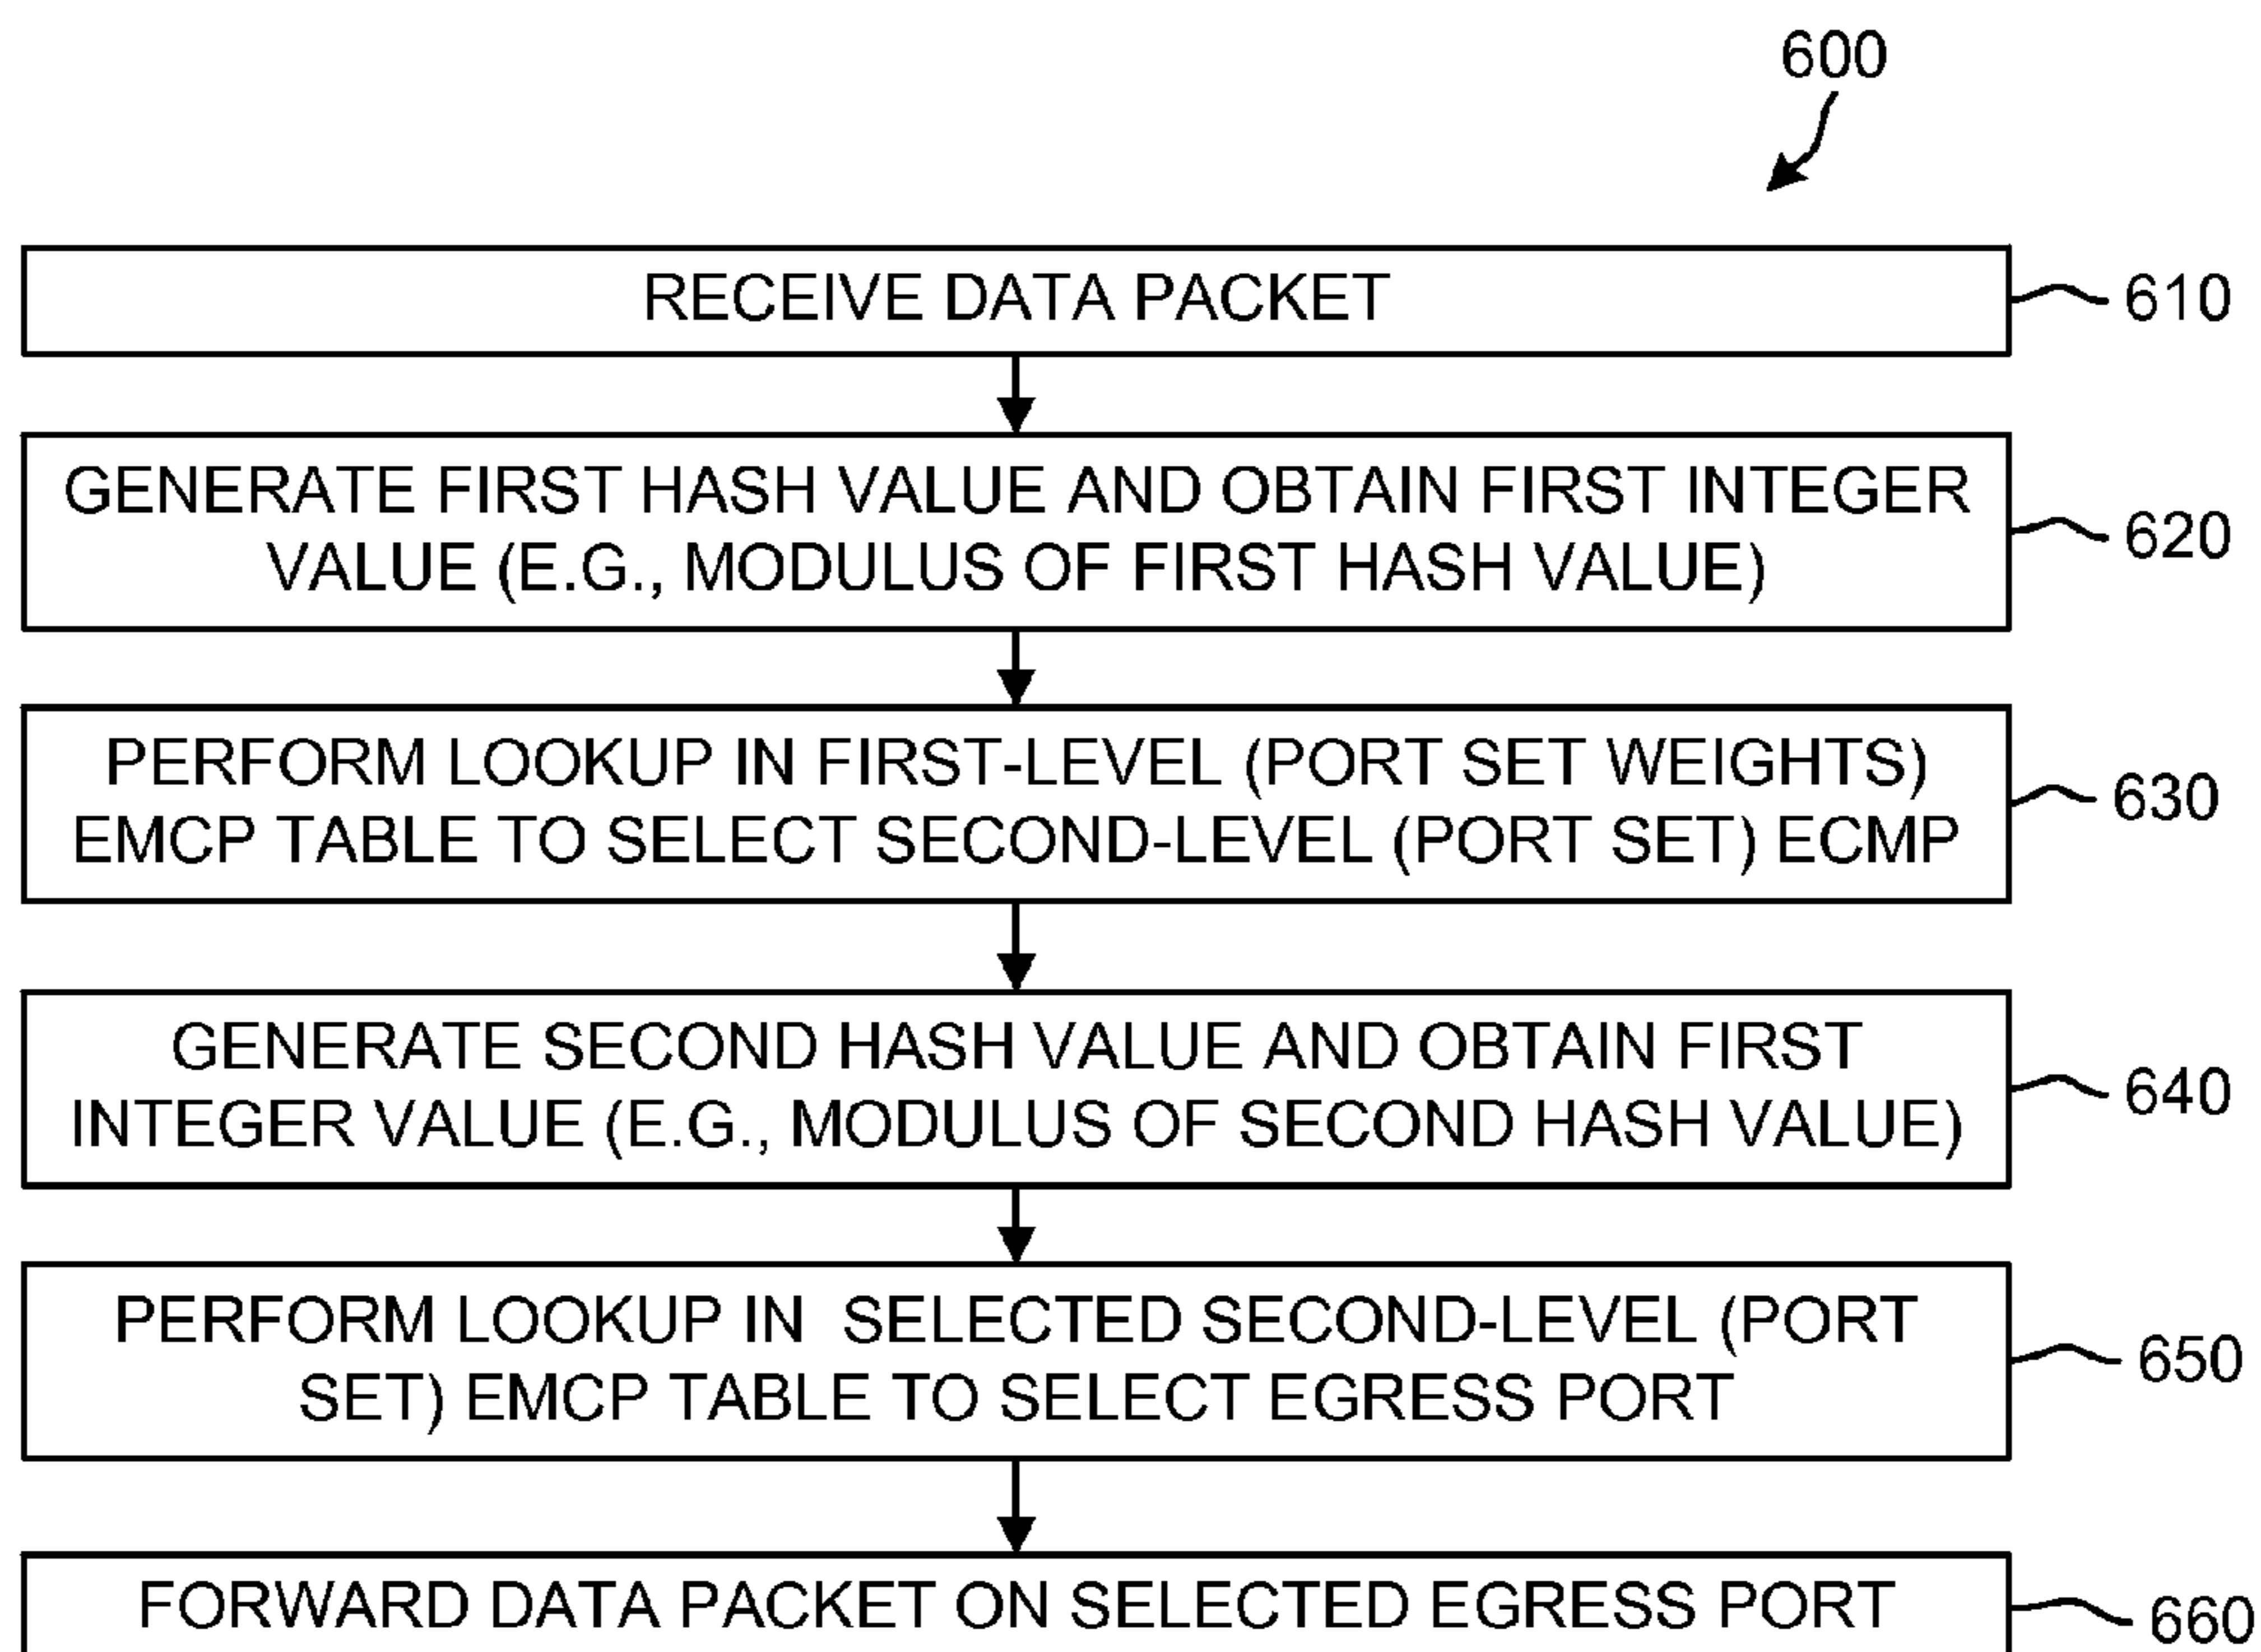 600
RECEIVE DATA PACKET
610
GENERATE FIRST HASH VALUE AND OBTAIN FIRST INTEGER
VALUE (E.G., MODULUS OF FIRST HASH VALUE)
620
PERFORM LOOKUP IN FIRST-LEVEL (PORT SET WEIGHTS)
EMCP TABLE TO SELECT SECOND-LEVEL (PORT SET) ECMP
630
GENERATE SECOND HASH VALUE AND OBTAIN FIRST
INTEGER VALUE (E.G., MODULUS OF SECOND HASH VALUE)
640
PERFORM LOOKUP IN SELECTED SECOND-LEVEL (PORT
SET) EMCP TABLE TO SELECT EGRESS PORT
650
FORWARD DATA PACKET ON SELECTED EGRESS PORT
660